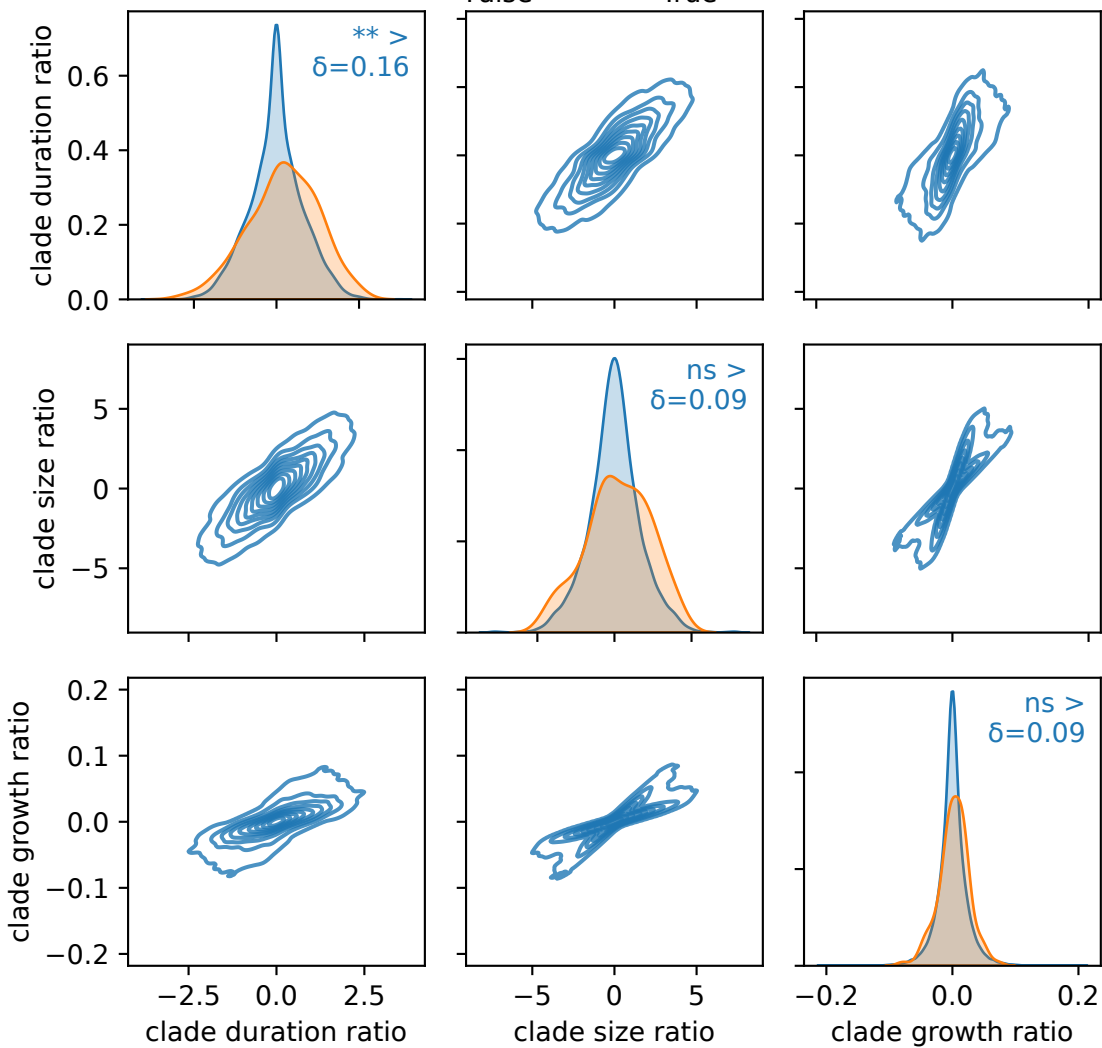 False True
clade duration ratio
0.6
0.4
0.2
0.0
** >
δ=0.16
clade size ratio
5
0
−5
ns >
δ=0.09
clade growth ratio
0.2
0.1
0.0
−0.1
−0.2
ns >
δ=0.09
−2.5 0.0 2.5
−5 0 5
−0.2 0.0 0.2
clade duration ratio
clade size ratio
clade growth ratio